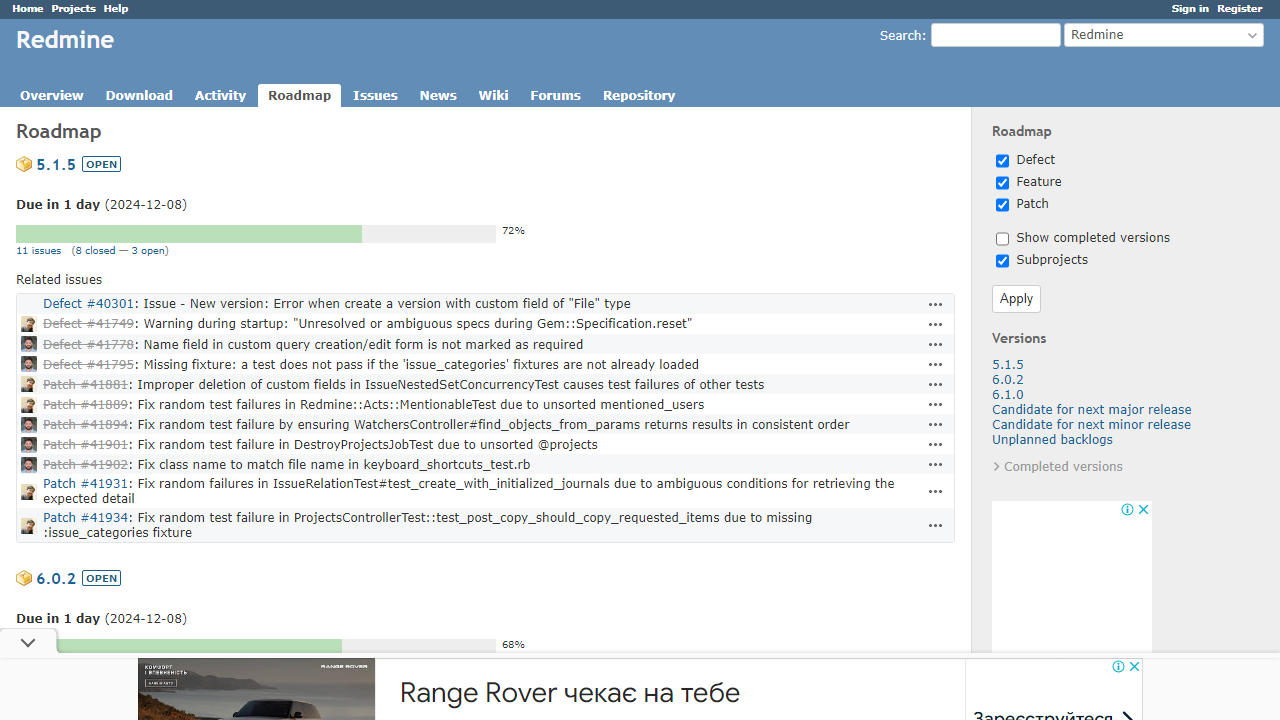 Home Projects Help Sign in Register
Redmine
Search: Redmine
Overview Download Activity Roadmap Issues News Wiki Forums Repository
Roadmap
5.1.5 OPEN
Due in 1 day (2024-12-08)
72%
11 issues (8 closed — 3 open)
Related issues
Defect #40301: Issue - New version: Error when create a version with custom field of "File" type
Defect #41749: Warning during startup: "Unresolved or ambiguous specs during Gem::Specification.reset"
Defect #41778: Name field in custom query creation/edit form is not marked as required
Defect #41795: Missing fixture: a test does not pass if the 'issue_categories' fixtures are not already loaded
Patch #41881: Improper deletion of custom fields in IssueNestedSetConcurrencyTest causes test failures of other tests
Patch #41889: Fix random test failures in Redmine::Acts::MentionableTest due to unsorted mentioned_users
Patch #41894: Fix random test failure by ensuring WatchersController#find_objects_from_params returns results in consistent order
Patch #41901: Fix random test failure in DestroyProjectsJobTest due to unsorted @projects
Patch #41902: Fix class name to match file name in keyboard_shortcuts_test.rb
Patch #41931: Fix random failures in IssueRelationTest#test_create_with_initialized_journals due to ambiguous conditions for retrieving the
expected detail
Patch #41934: Fix random test failure in ProjectsControllerTest::test_post_copy_should_copy_requested_items due to missing
:issue_categories fixture
6.0.2 OPEN
Due in 1 day (2024-12-08)
68%
Roadmap
Defect
Feature
Patch
Show completed versions
Subprojects
Apply
Versions
5.1.5
6.0.2
6.1.0
Candidate for next major release
Candidate for next minor release
Unplanned backlogs
Completed versions
КОМФОРТ
І ВПЕВНЕНІСТЬ
RANGE ROVER
Range Rover чекає на тебе
Зареєструйтеся